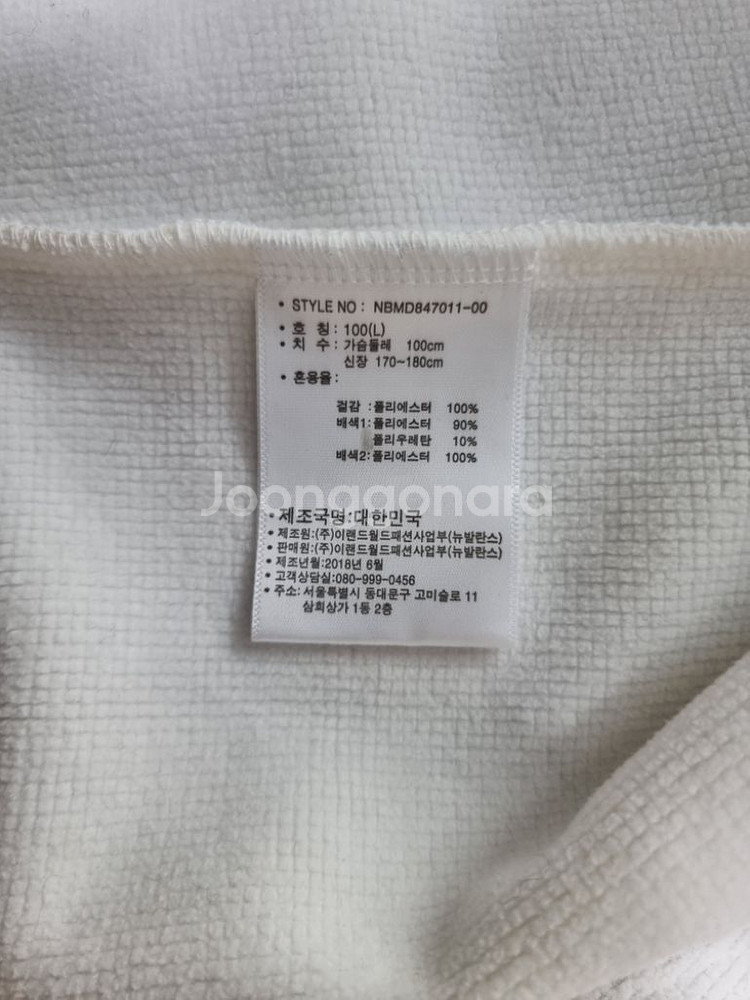 • STYLE NO : NBMD847011-00
• 호 칭 : 100(L)
• 치 수 : 가슴둘레 100cm
신장 170~180cm
• 혼용율 :
겉감 : 폴리에스터 100%
배색1: 폴리에스터 90%
폴리우레탄 10%
배색2: 폴리에스터 100%
Joonggonara
• 제조국명:대한민국
• 제조원:(주)이랜드월드패션사업부(뉴발란스)
• 판매원:(주)이랜드월드패션사업부(뉴발란스)
• 제조년월:2018년 6월
• 고객상담실:080-999-0456
• 주소: 서울특별시 동대문구 고미술로 11
삼희상가 1동 2층